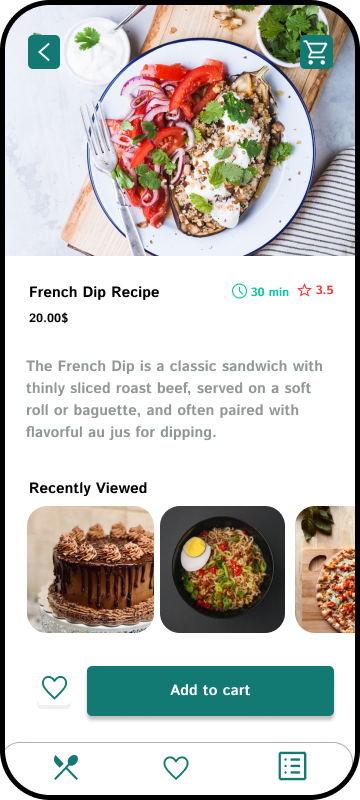 French Dip Recipe
30 min
3.5
20.00$
The French Dip is a classic sandwich with
thinly sliced roast beef, served on a soft
roll or baguette, and often paired with
flavorful au jus for dipping.
Recently Viewed
Add to cart